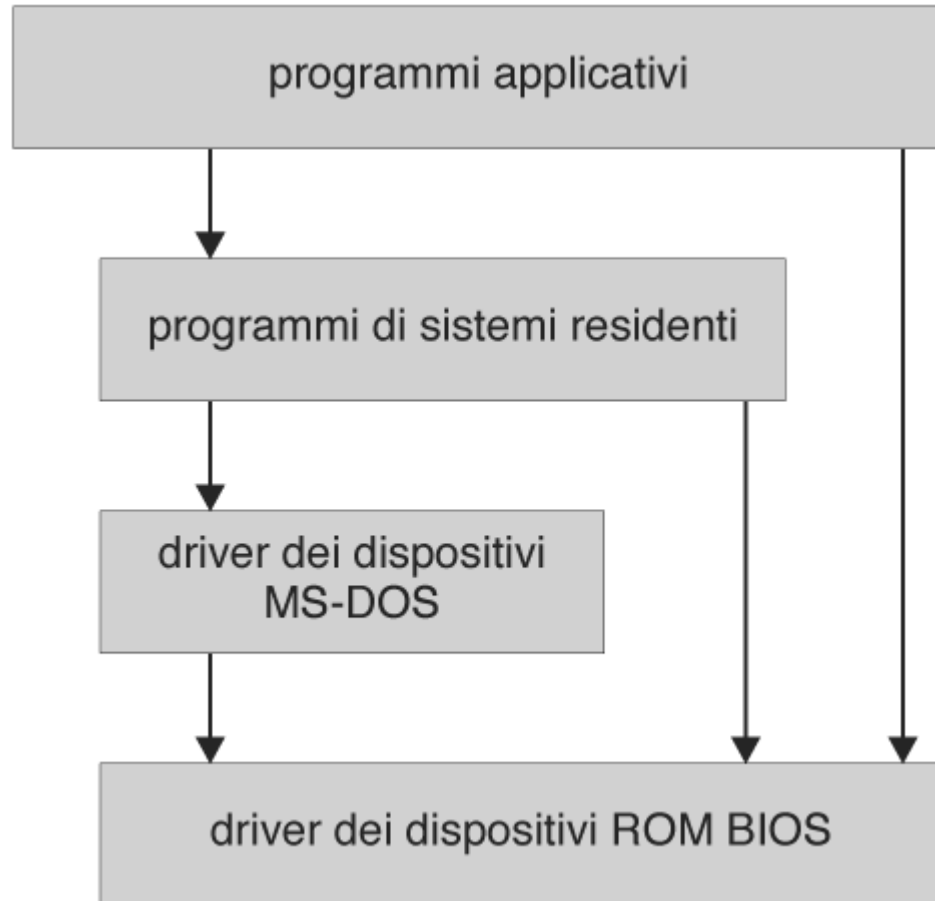 programmi applicativi
programmi di sistemi residenti
driver dei dispositivi
MS-DOS
driver dei dispositivi ROM BIOS